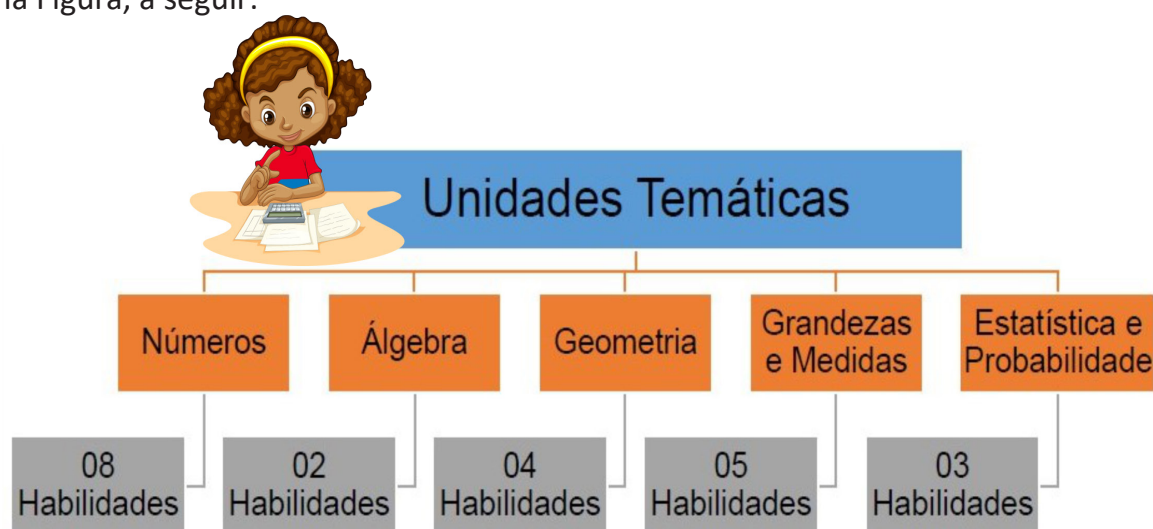 na Figura, a seguir:
Unidades Temáticas
Números
Álgebra
Geometria
Grandezas
e Medidas
Estatística e
Probabilidade
08
Habilidades
02
Habilidades
04
Habilidades
05
Habilidades
03
Habilidades